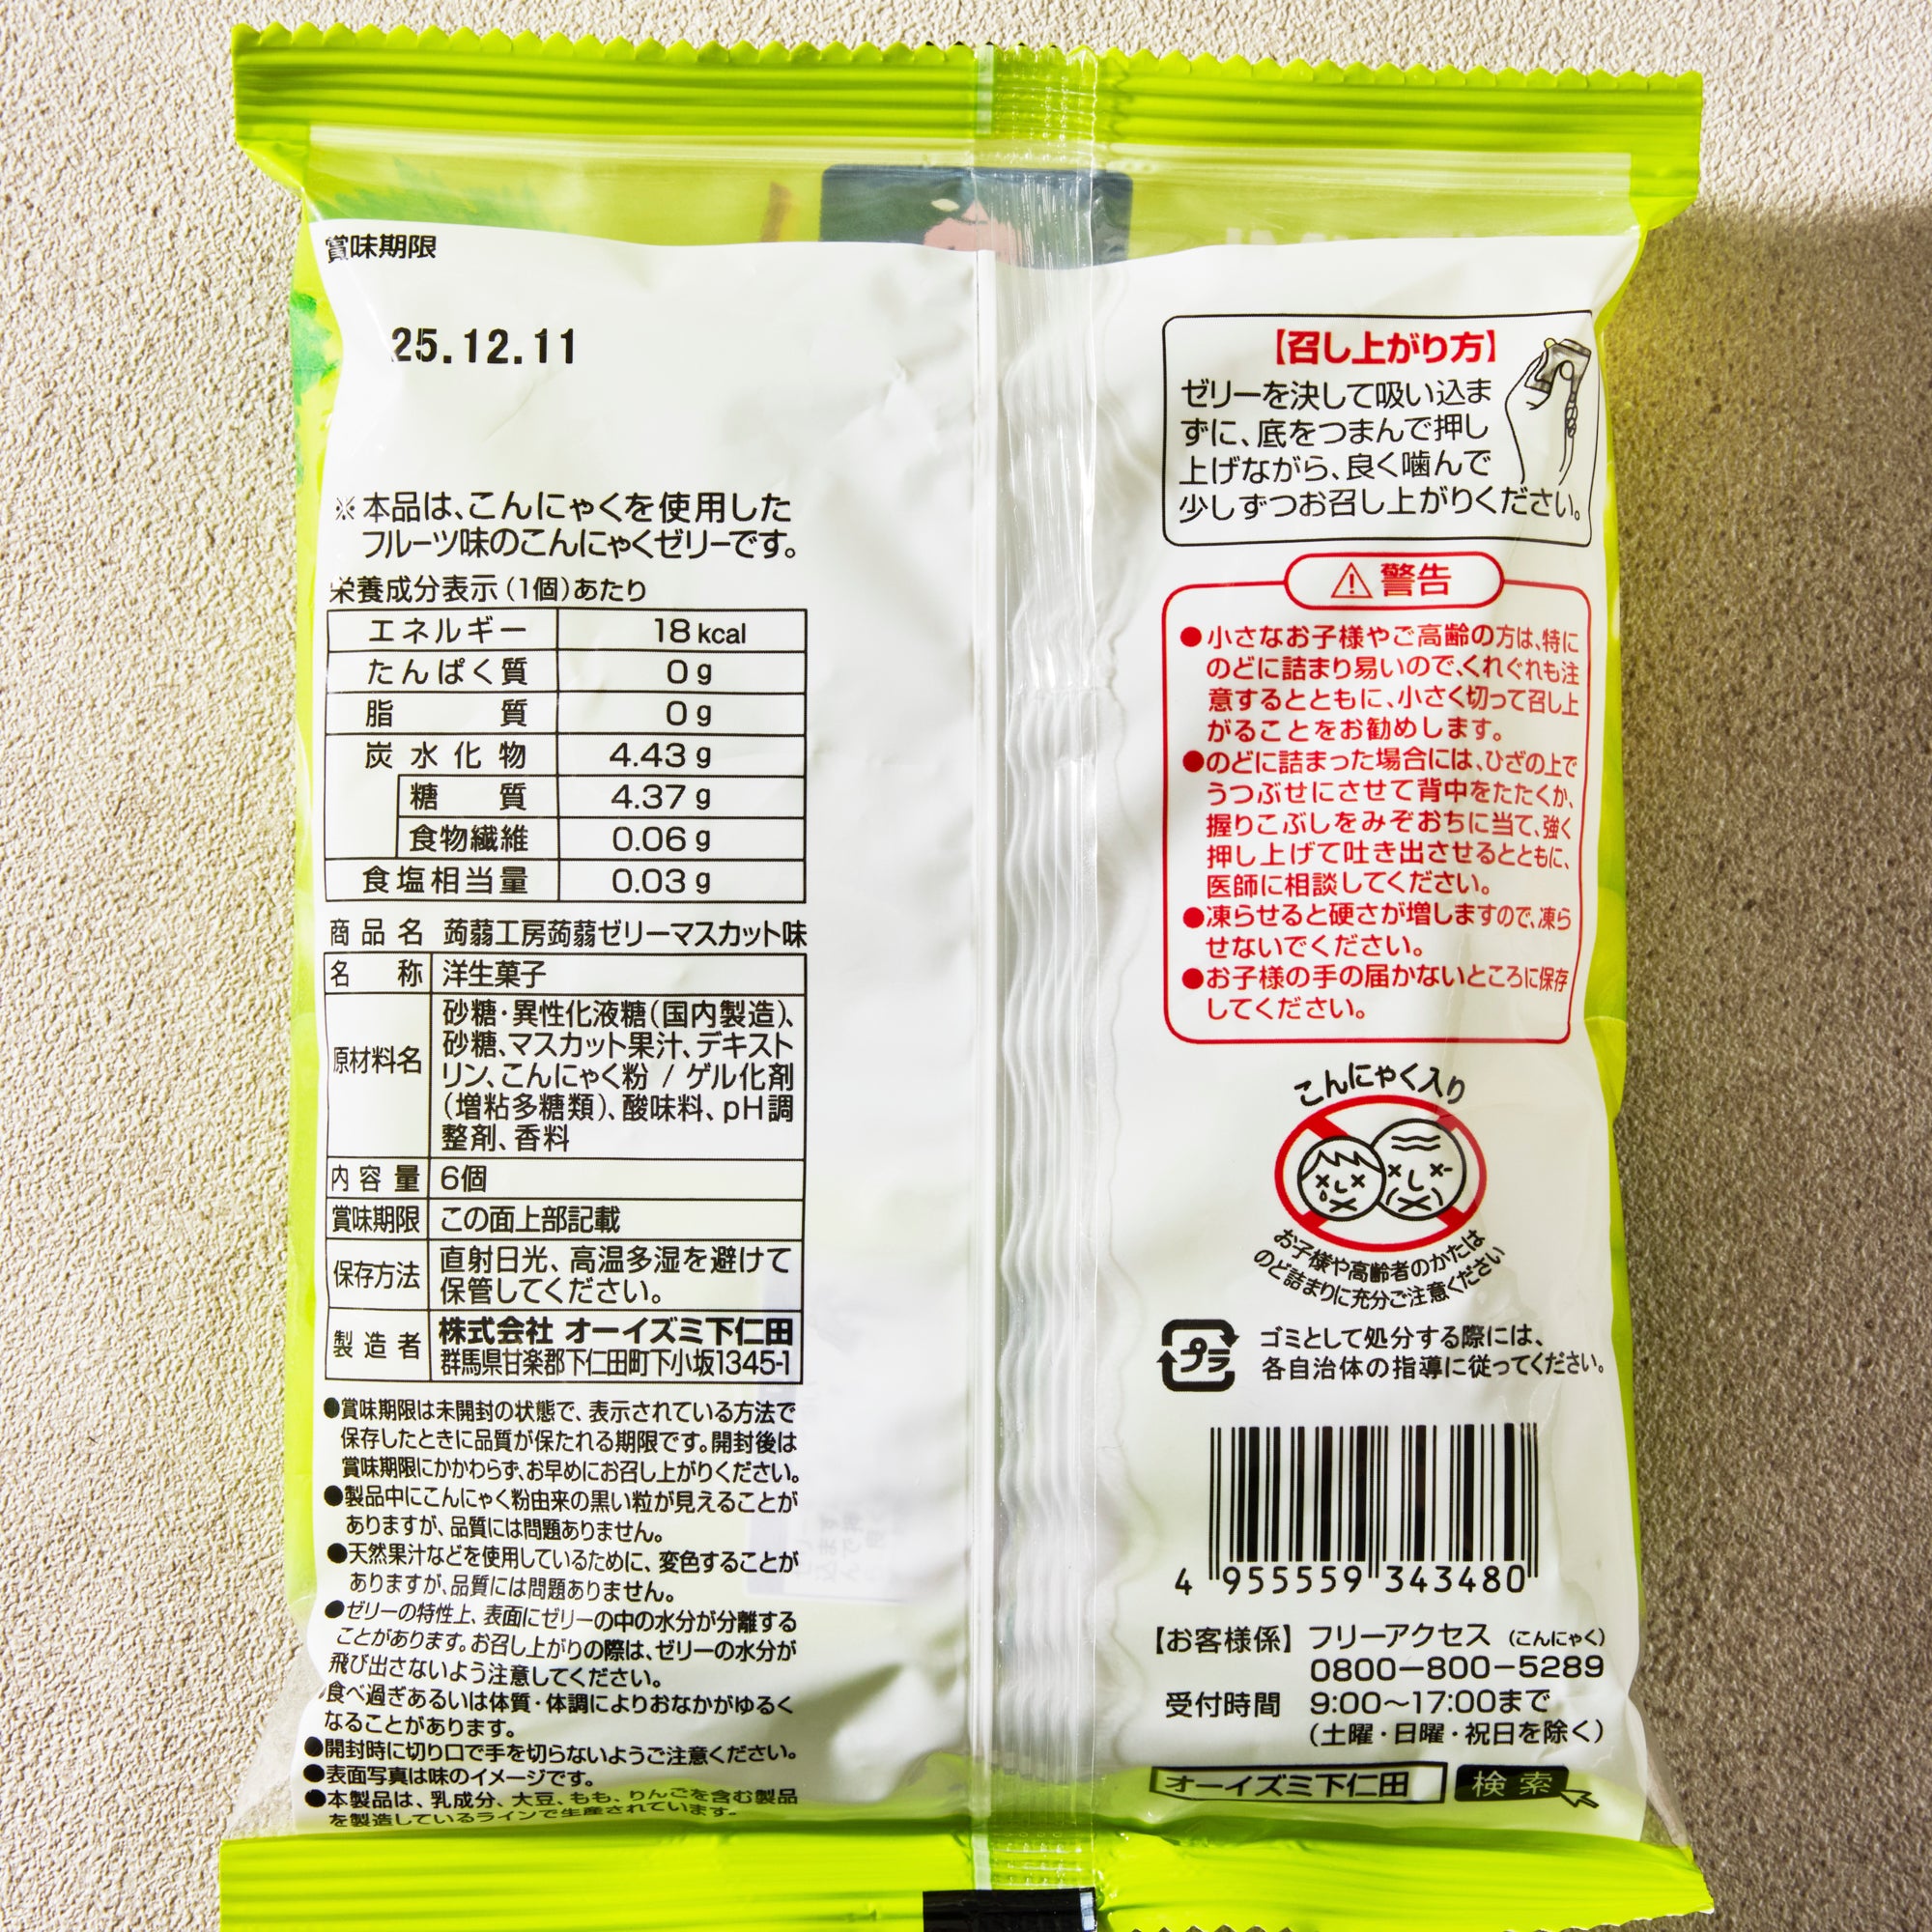 賞味期限
25.12.11
※本品は、こんにゃくを使用した
フルーツ味のこんにゃくゼリーです。
栄養成分表示(1個)あたり
エネルギー 18kcal
たんぱく質 0g
脂質 0g
炭水化物 4.43g
糖質 4.37g
食物繊維 0.06g
食塩相当量 0.03g
商品名 蒟蒻工房蒟蒻ゼリーマスカット味
名称 洋生菓子
原材料名 砂糖・異性化液糖(国内製造)、
砂糖、マスカット果汁、デキスト
リン、こんにゃく粉 / ゲル化剤
(増粘多糖類)、酸味料、pH調
整剤、香料
内容量 6個
賞味期限 この面上部記載
保存方法 直射日光、高温多湿を避けて
保管してください。
製造者 株式会社 オーイズミ下仁田
群馬県甘楽郡下仁田町下小坂1345-1
●賞味期限は未開封の状態で、表示されている方法で
保存したときに品質が保たれる期限です。開封後は
賞味期限にかかわらず、お早めにお召し上がりください。
●製品中にこんにゃく粉由来の黒い粒が見えることが
ありますが、品質には問題ありません。
●天然果汁などを使用しているために、変色することが
ありますが、品質には問題ありません。
●ゼリーの特性上、表面にゼリーの中の水分が分離する
ことがあります。お召し上がりの際は、ゼリーの水分が
飛び出さないよう注意してください。
食べ過ぎあるいは体質・体調によりおなかがゆるく
なることがあります。
●開封時に切り口で手を切らないようご注意ください。
●表面写真は味のイメージです。
●本製品は、乳成分、大豆、もも、りんごを含む製品
を製造しているラインで生産されています。
【召し上がり方】
ゼリーを決して吸い込ま
ずに、底をつまんで押し
上げながら、良く噛んで
少しずつお召し上がりください。
⚠警告
●小さなお子様やご高齢の方は、特に
のどに詰まり易いので、くれぐれも注
意するとともに、小さく切って召し上
がることをお勧めします。
●のどに詰まった場合には、ひざの上で
うつぶせにさせて背中をたたくか、
握りこぶしをみぞおちに当て、強く
押し上げて吐き出させるとともに、
医師に相談してください。
●凍らせると硬さが増しますので、凍ら
せないでください。
●お子様の手の届かないところに保存
してください。
こんにゃく入り
お子様や高齢者のかたは
のど詰まりに充分ご注意ください
プラ ゴミとして処分する際には、
各自治体の指導に従ってください。
4 955559 343480
【お客様係】 フリーアクセス (こんにゃく)
0800−800−5289
受付時間 9:00〜17:00まで
(土曜・日曜・祝日を除く)
オーイズミ下仁田 検索